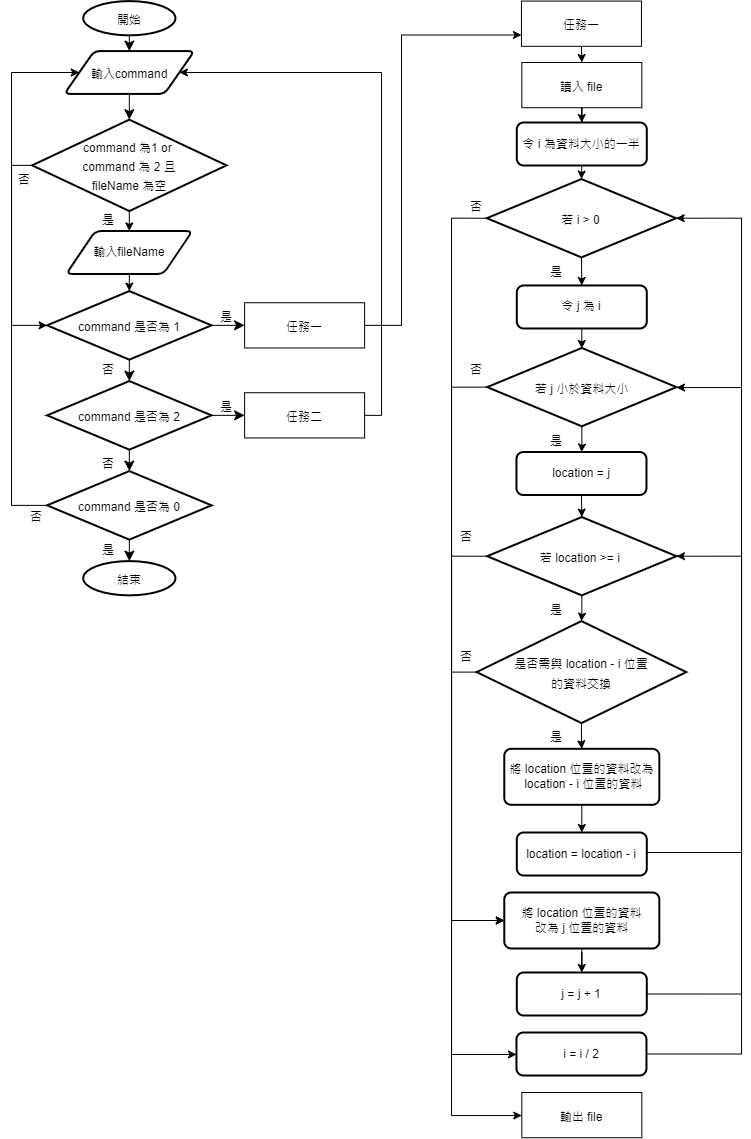 開始
輸入command
command 為1 or
command 為 2 且
fileName 為空
否
是
輸入fileName
command 是否為 1
是
任務一
否
command 是否為 2
是
任務二
否
command 是否為 0
否
是
結束
任務一
讀入 file
令 i 為資料大小的一半
否
若 i > 0
是
令 j 為 i
否
若 j 小於資料大小
是
location = j
否
若 location >= i
是
否
是否需與 location - i 位置
的資料交換
是
將 location 位置的資料改為
location - i 位置的資料
location = location - i
將 location 位置的資料
改為 j 位置的資料
j = j + 1
i = i / 2
輸出 file